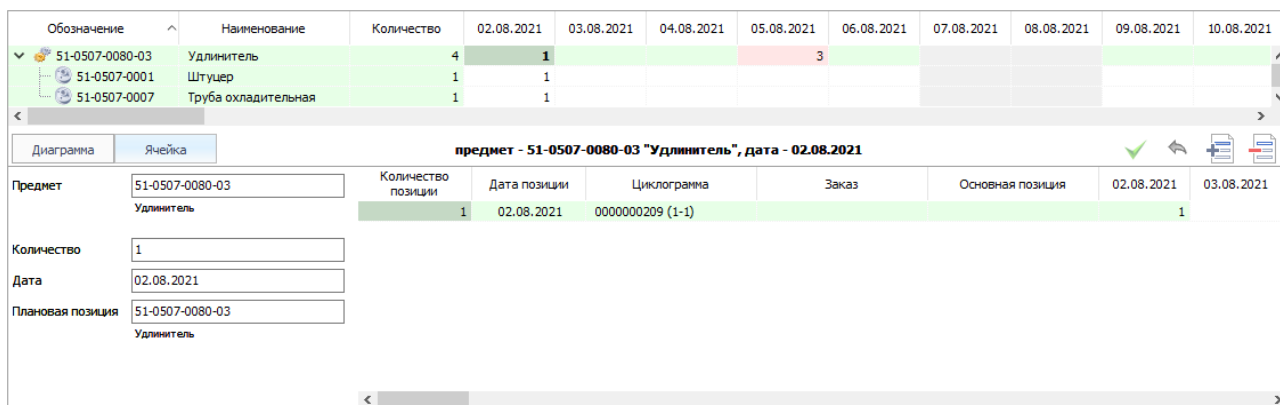 Обозначение Наименование Количество 02.08.2021 03.08.2021 04.08.2021 05.08.2021 06.08.2021 07.08.2021 08.08.2021 09.08.2021 10.08.2021
51-0507-0080-03 Удлинитель 4 1 3
51-0507-0001 Штуцер 1 1
51-0507-0007 Труба охладительная 1 1
Диаграмма Ячейка предмет - 51-0507-0080-03 "Удлинитель", дата - 02.08.2021
Количество позиции Дата позиции Циклограмма Заказ Основная позиция 02.08.2021 03.08.2021
1 02.08.2021 0000000209 (1-1) 1
Предмет 51-0507-0080-03
Удлинитель
Количество 1
Дата 02.08.2021
Плановая позиция 51-0507-0080-03
Удлинитель